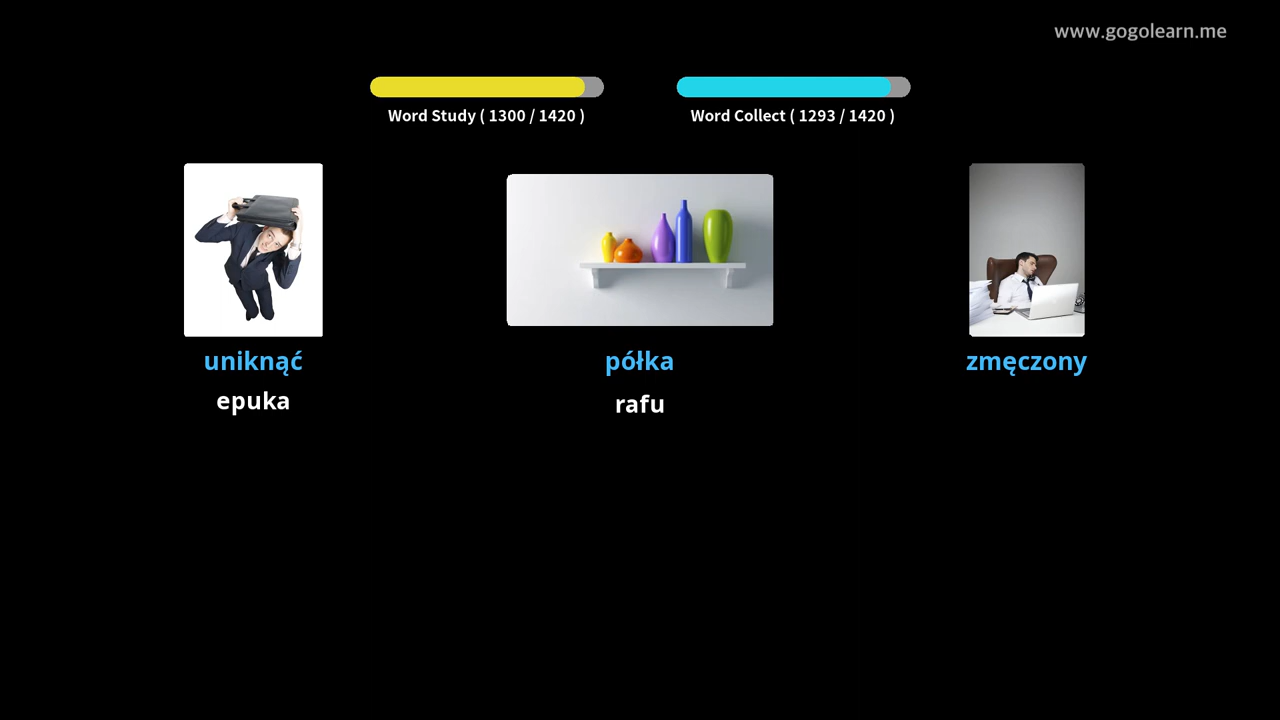 www.gogolearn.me
Word Study ( 1300 / 1420 )
Word Collect ( 1293 / 1420 )
uniknąć
półka
zmęczony
epuka
rafu